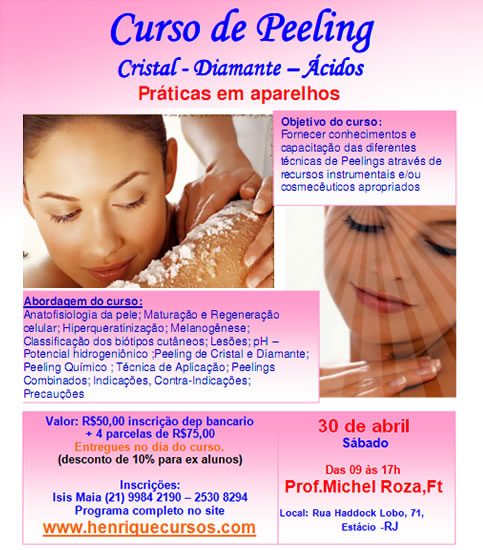 Curso de Peeling
Cristal - Diamante – Ácidos
Práticas em aparelhos
Objetivo do curso:
Fornecer conhecimentos e
capacitação das diferentes
técnicas de Peelings através de
recursos instrumentais e/ou
cosmecêuticos apropriados
Abordagem do curso:
Anatofisiologia da pele; Maturação e Regeneração
celular; Hiperqueratinização; Melanogênese;
Classificação dos biótipos cutâneos; Lesões; pH –
Potencial hidrogeniônico ;Peeling de Cristal e Diamante;
Peeling Químico ; Técnica de Aplicação; Peelings
Combinados; Indicações, Contra-Indicações;
Precauções
Valor: R$50,00 inscrição dep bancario
+ 4 parcelas de R$75,00
Entregues no dia do curso.
(desconto de 10% para ex alunos)
Inscrições:
Isis Maia (21) 9984 2190 – 2530 8294
Programa completo no site
www.henriquecursos.com
30 de abril
Sábado
Das 09 às 17h
Prof.Michel Roza,Ft
Local: Rua Haddock Lobo, 71,
Estácio -RJ